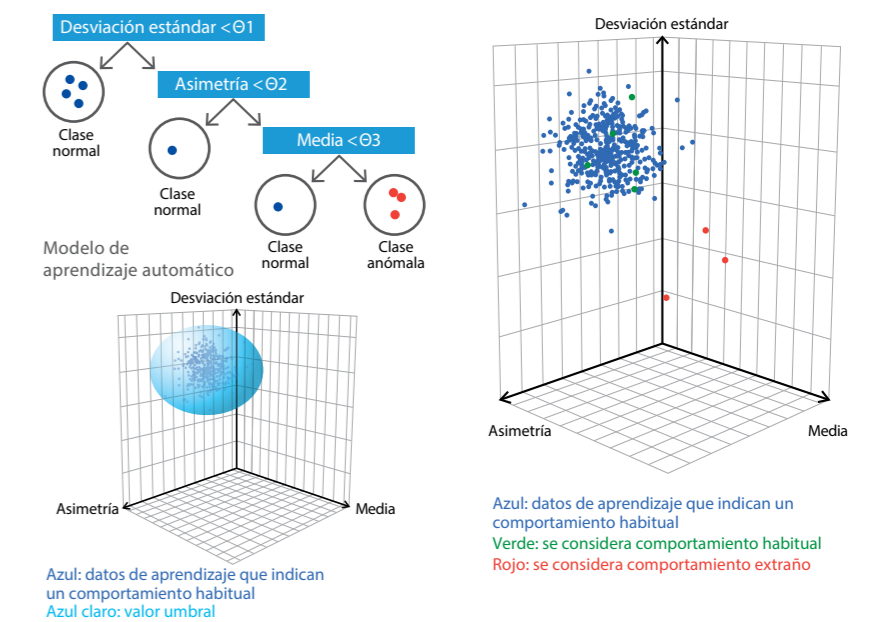 Desviación estándar <Θ1
Asimetría <Θ2
Clase
normal
Media <Θ3
Clase
normal
Clase
normal
Clase
anómala
Modelo de
aprendizaje automático
Desviación estándar
Asimetría
Media
Azul: datos de aprendizaje que indican
un comportamiento habitual
Azul claro: valor umbral
Desviación estándar
Asimetría
Media
Azul: datos de aprendizaje que indican un
comportamiento habitual
Verde: se considera comportamiento habitual
Rojo: se considera comportamiento extraño